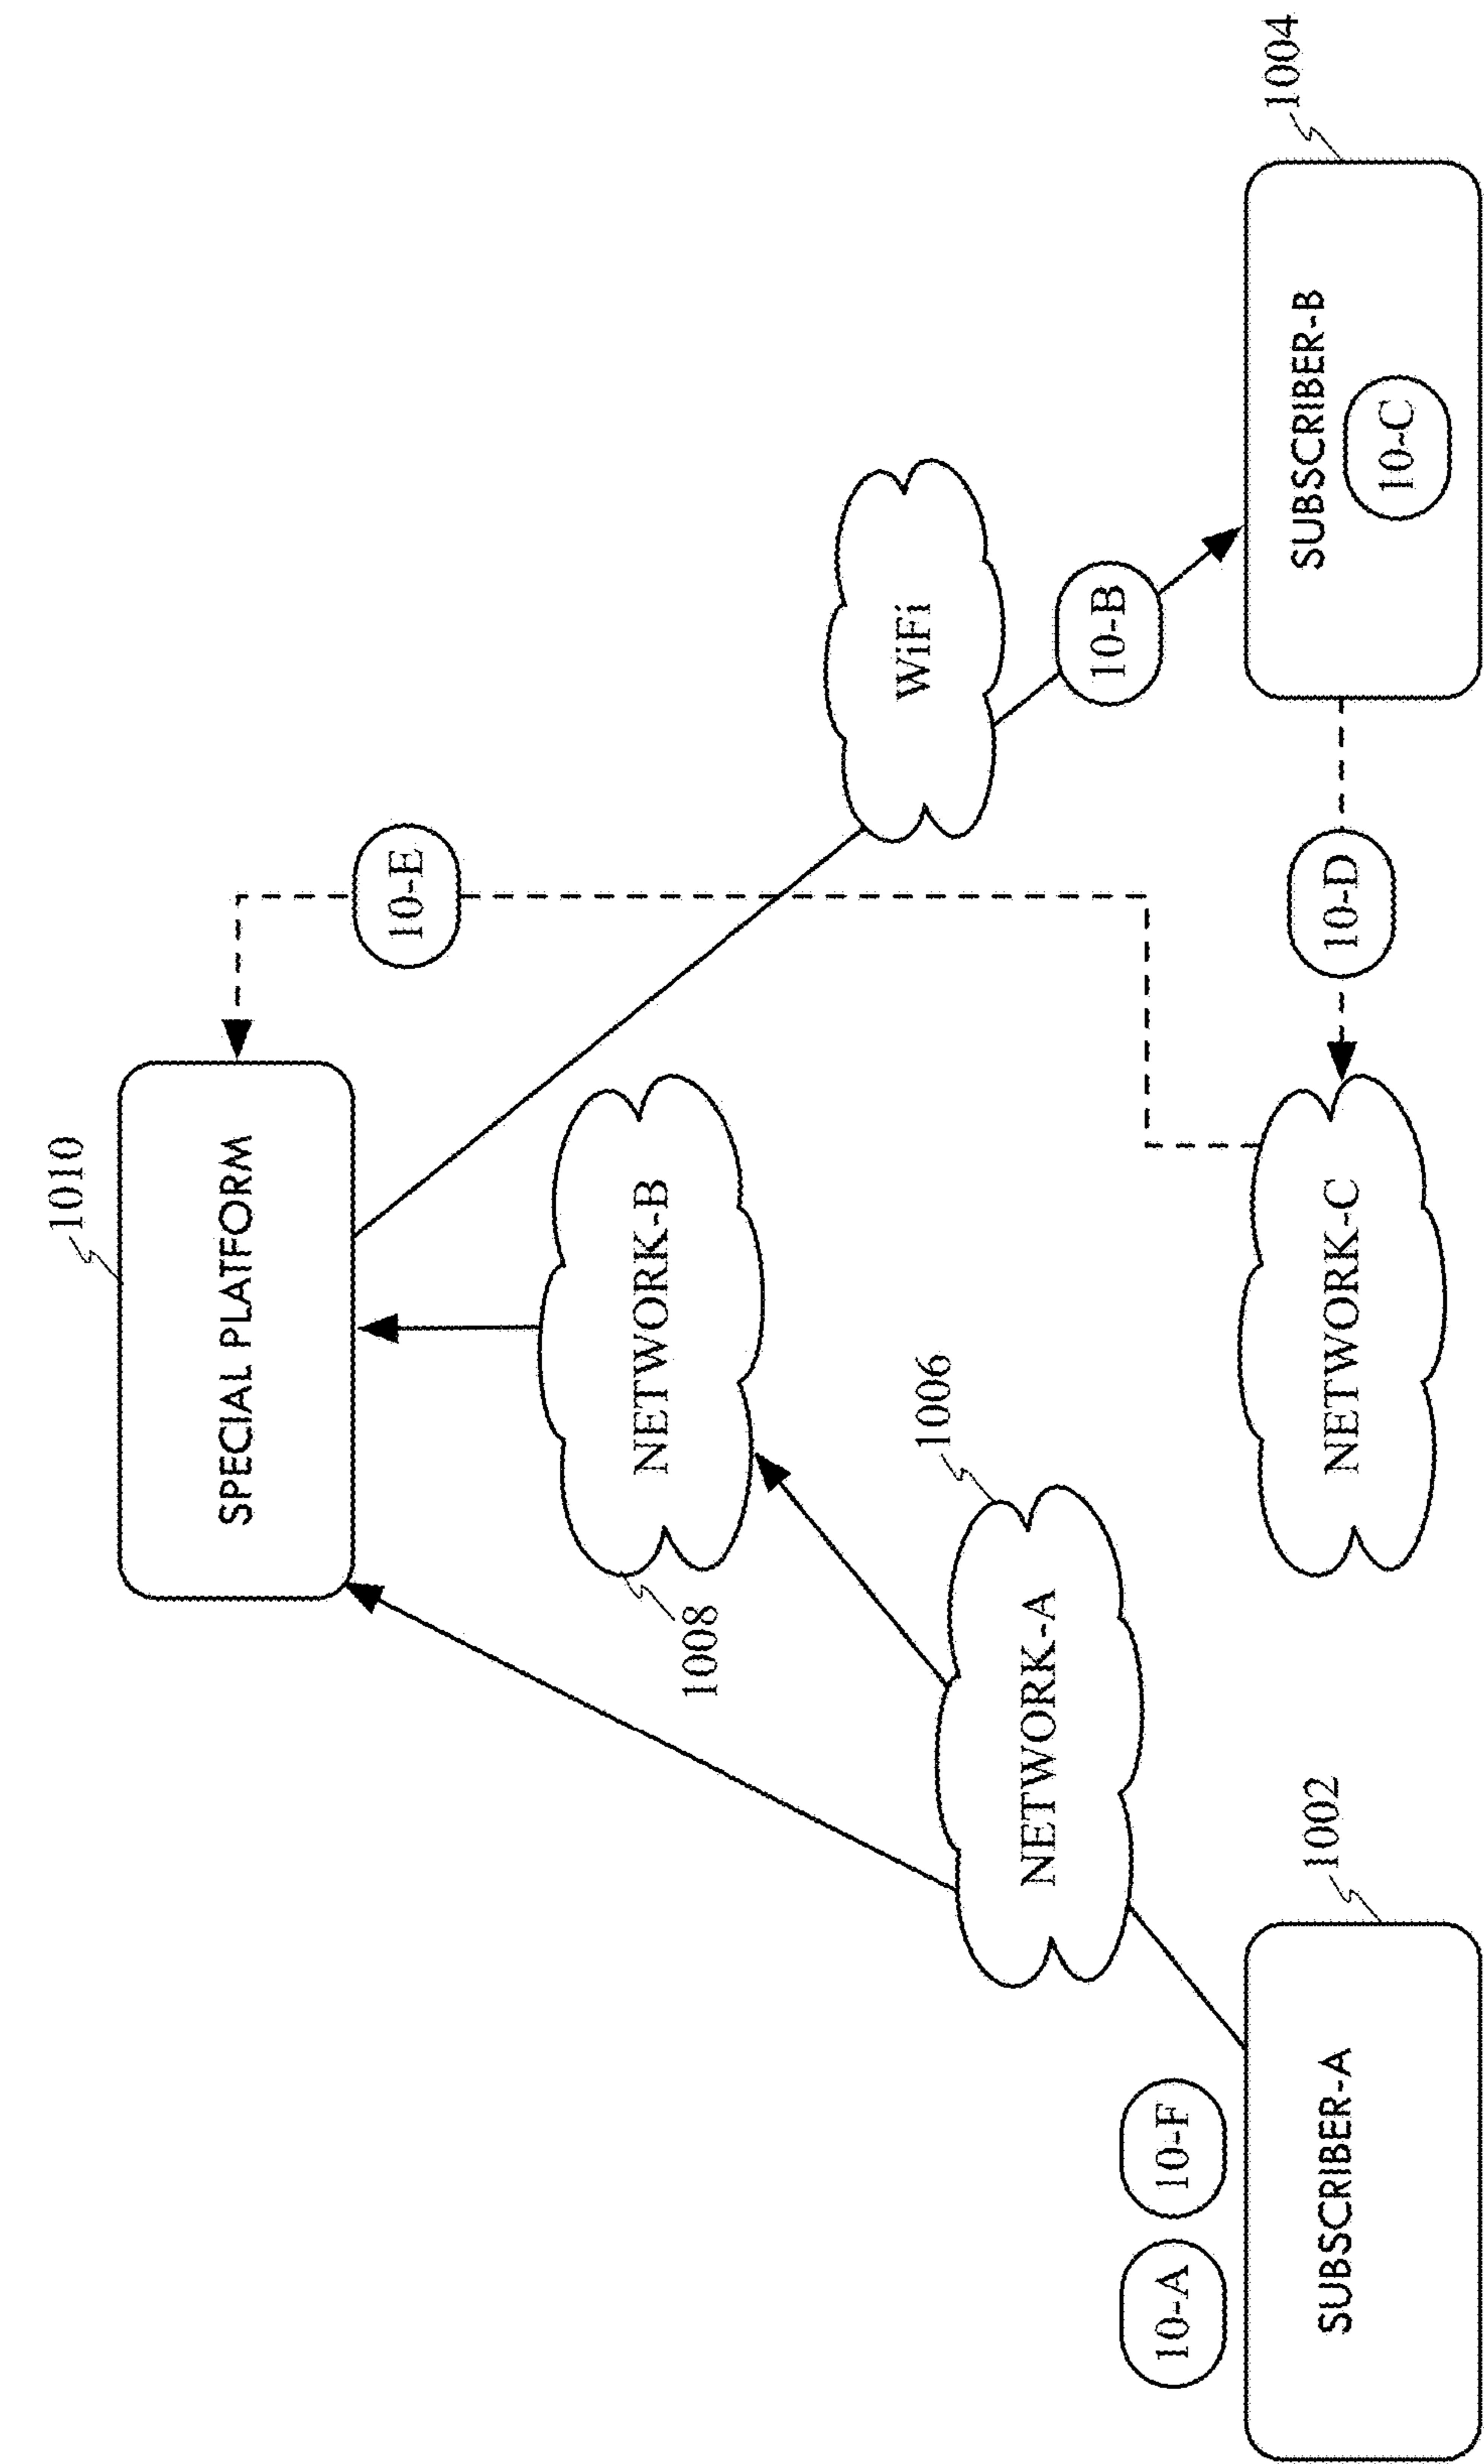 1010
SPECIAL PLATFORM
10-E
NETWORK-B
1008
WiFi
1006
NETWORK-A
10-B
10-A
10-F
1002
SUBSCRIBER-A
NETWORK-C
10-D
1004
SUBSCRIBER-B
10-C